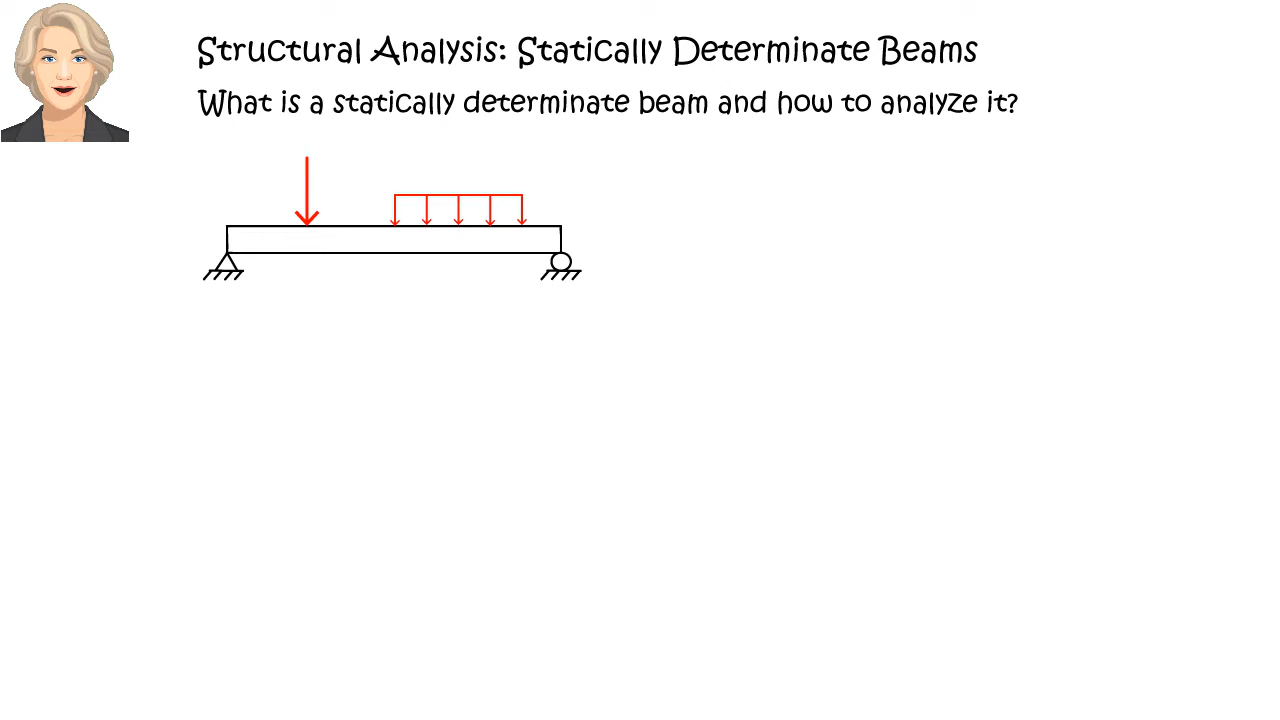 Structural Analysis: Statically Determinate Beams
What is a statically determinate beam and how to analyze it?